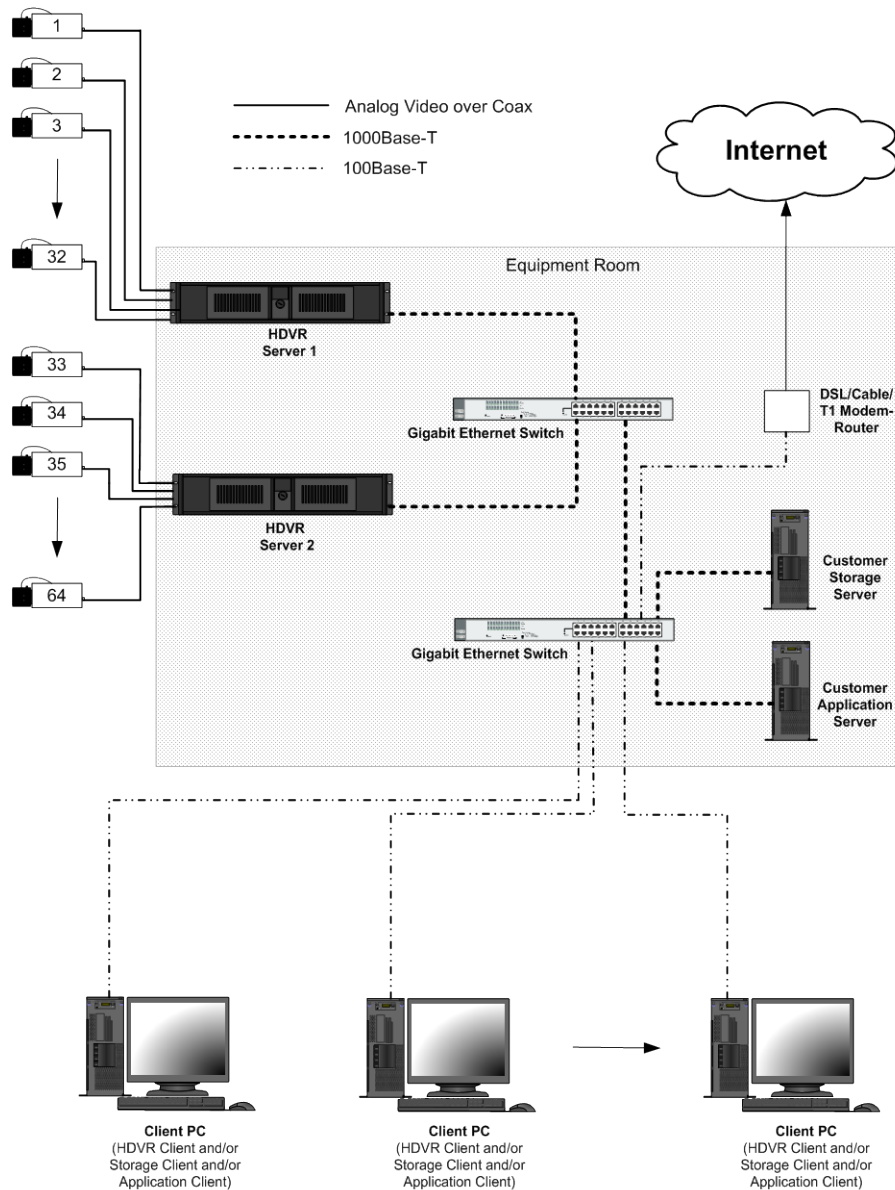 1
2
3
32
33
34
35
64
Analog Video over Coax
1000Base-T
100Base-T
Internet
Equipment Room
HDVR
Server 1
Gigabit Ethernet Switch
DSL/Cable/
T1 Modem-
Router
HDVR
Server 2
Customer
Storage
Server
Gigabit Ethernet Switch
Customer
Application
Server
Client PC
(HDVR Client and/or
Storage Client and/or
Application Client)
Client PC
(HDVR Client and/or
Storage Client and/or
Application Client)
Client PC
(HDVR Client and/or
Storage Client and/or
Application Client)